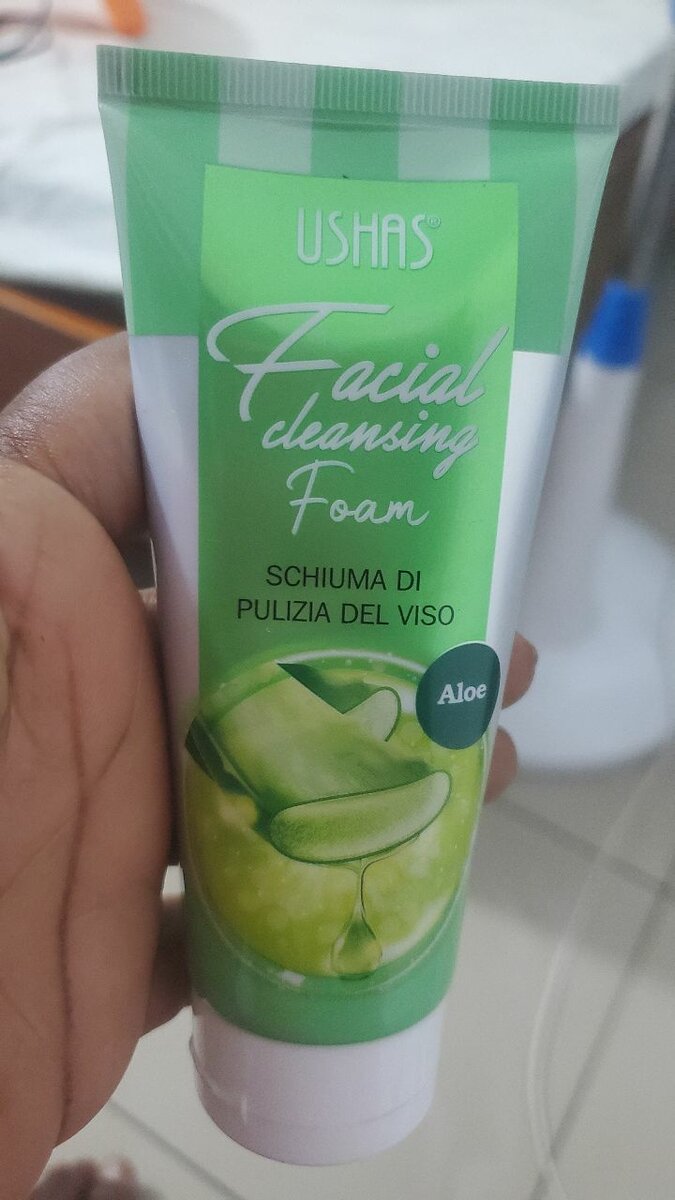 USHAS®
Facial
cleansing
Foam
SCHIUMA DI
PULIZIA DEL VISO
Aloe